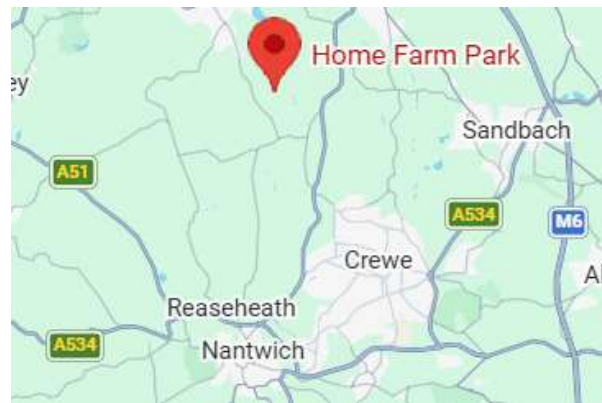 Home Farm Park
ey
Sandbach
A51
A534
M6
Crewe
Al
Reaseheath
A534
Nantwich